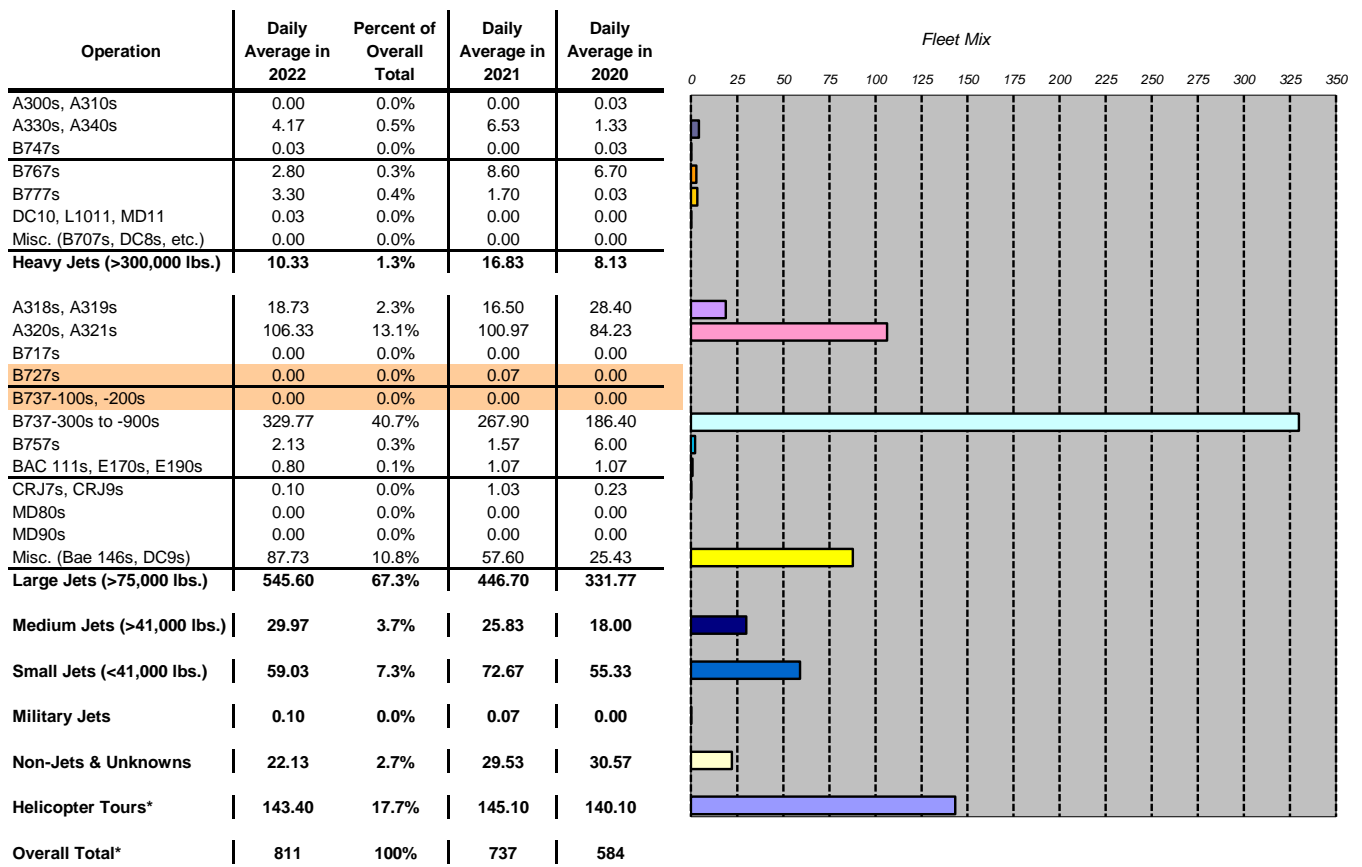 Operation Daily Average in 2022 Percent of Overall Total Daily Average in 2021 Daily Average in 2020
A300s, A310s 0.00 0.0% 0.00 0.03
A330s, A340s 4.17 0.5% 6.53 1.33
B747s 0.03 0.0% 0.00 0.03
B767s 2.80 0.3% 8.60 6.70
B777s 3.30 0.4% 1.70 0.03
DC10, L1011, MD11 0.03 0.0% 0.00 0.00
Misc. (B707s, DC8s, etc.) 0.00 0.0% 0.00 0.00
Heavy Jets (>300,000 lbs.) 10.33 1.3% 16.83 8.13
A318s, A319s 18.73 2.3% 16.50 28.40
A320s, A321s 106.33 13.1% 100.97 84.23
B717s 0.00 0.0% 0.00 0.00
B727s 0.00 0.0% 0.07 0.00
B737-100s, -200s 0.00 0.0% 0.00 0.00
B737-300s to -900s 329.77 40.7% 267.90 186.40
B757s 2.13 0.3% 1.57 6.00
BAC 111s, E170s, E190s 0.80 0.1% 1.07 1.07
CRJ7s, CRJ9s 0.10 0.0% 1.03 0.23
MD80s 0.00 0.0% 0.00 0.00
MD90s 0.00 0.0% 0.00 0.00
Misc. (Bae 146s, DC9s) 87.73 10.8% 57.60 25.43
Large Jets (>75,000 lbs.) 545.60 67.3% 446.70 331.77
Medium Jets (>41,000 lbs.) 29.97 3.7% 25.83 18.00
Small Jets (<41,000 lbs.) 59.03 7.3% 72.67 55.33
Military Jets 0.10 0.0% 0.07 0.00
Non-Jets & Unknowns 22.13 2.7% 29.53 30.57
Helicopter Tours* 143.40 17.7% 145.10 140.10
Overall Total* 811 100% 737 584
Fleet Mix
0 25 50 75 100 125 150 175 200 225 250 275 300 325 350